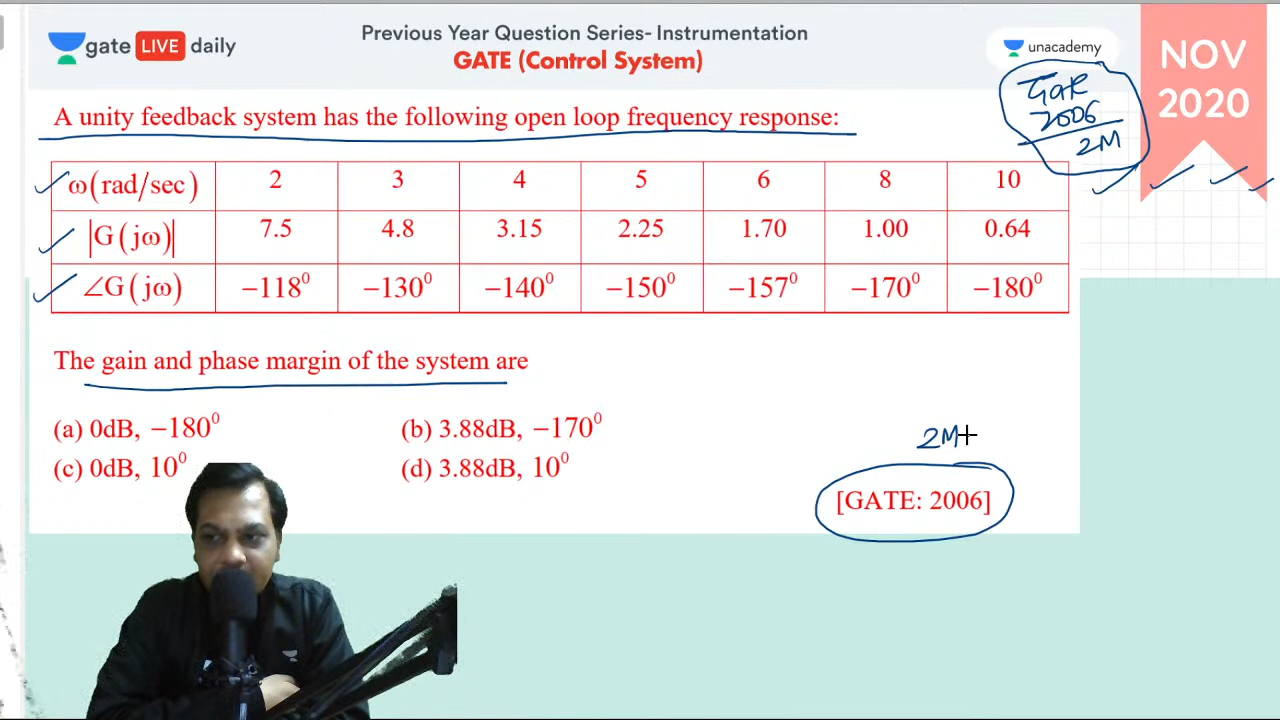 gate LIVE daily
Previous Year Question Series- Instrumentation
GATE (Control System)
unacademy
NOV
2020
GATE
2006
2M
A unity feedback system has the following open loop frequency response:
ω(rad/sec) 2 3 4 5 6 8 10
|G(jω)| 7.5 4.8 3.15 2.25 1.70 1.00 0.64
∠G(jω) −118⁰ −130⁰ −140⁰ −150⁰ −157⁰ −170⁰ −180⁰
The gain and phase margin of the system are
(a) 0dB, −180⁰ (b) 3.88dB, −170⁰
(c) 0dB, 10⁰ (d) 3.88dB, 10⁰
2M
[GATE: 2006]